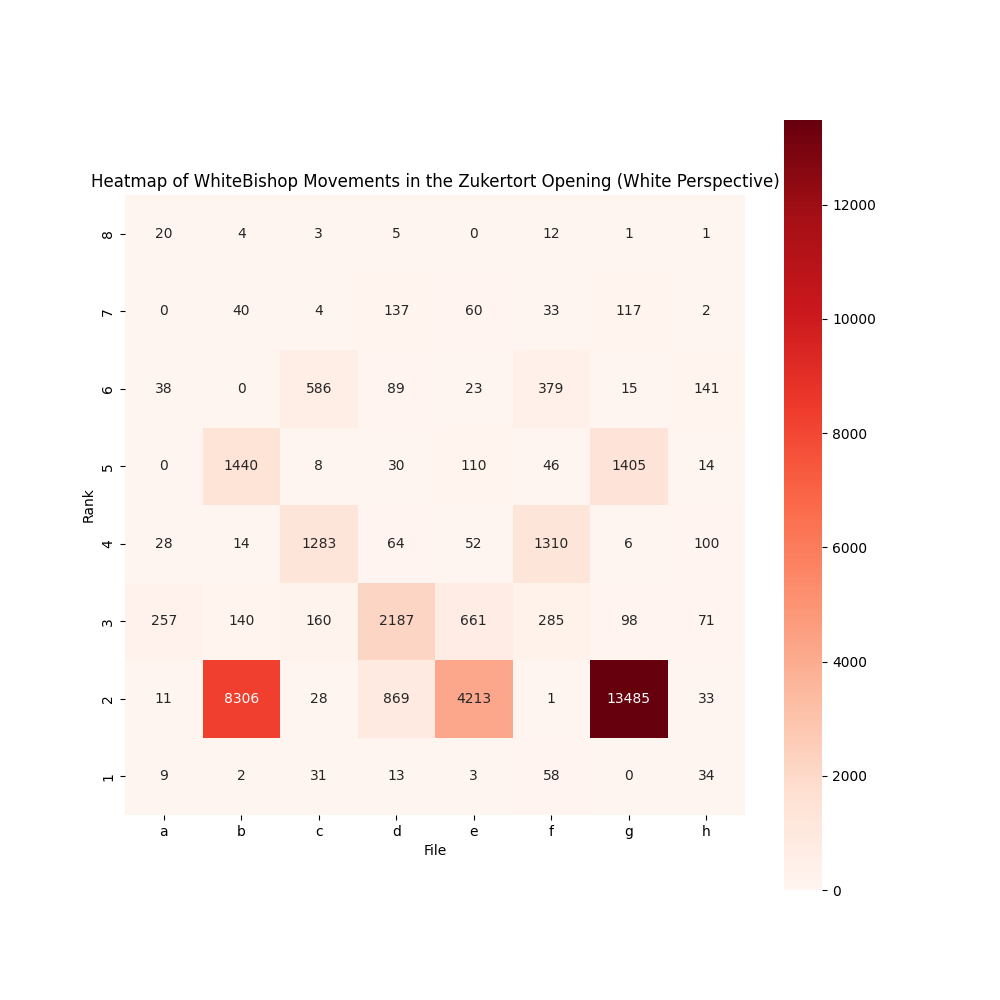 Heatmap of WhiteBishop Movements in the Zukertort Opening (White Perspective)
8 20 4 3 5 0 12 1 1
7 0 40 4 137 60 33 117 2
6 38 0 586 89 23 379 15 141
5 0 1440 8 30 110 46 1405 14
4 28 14 1283 64 52 1310 6 100
3 257 140 160 2187 661 285 98 71
2 11 8306 28 869 4213 1 13485 33
1 9 2 31 13 3 58 0 34
a b c d e f g h
File
Rank
12000
10000
8000
6000
4000
2000
0